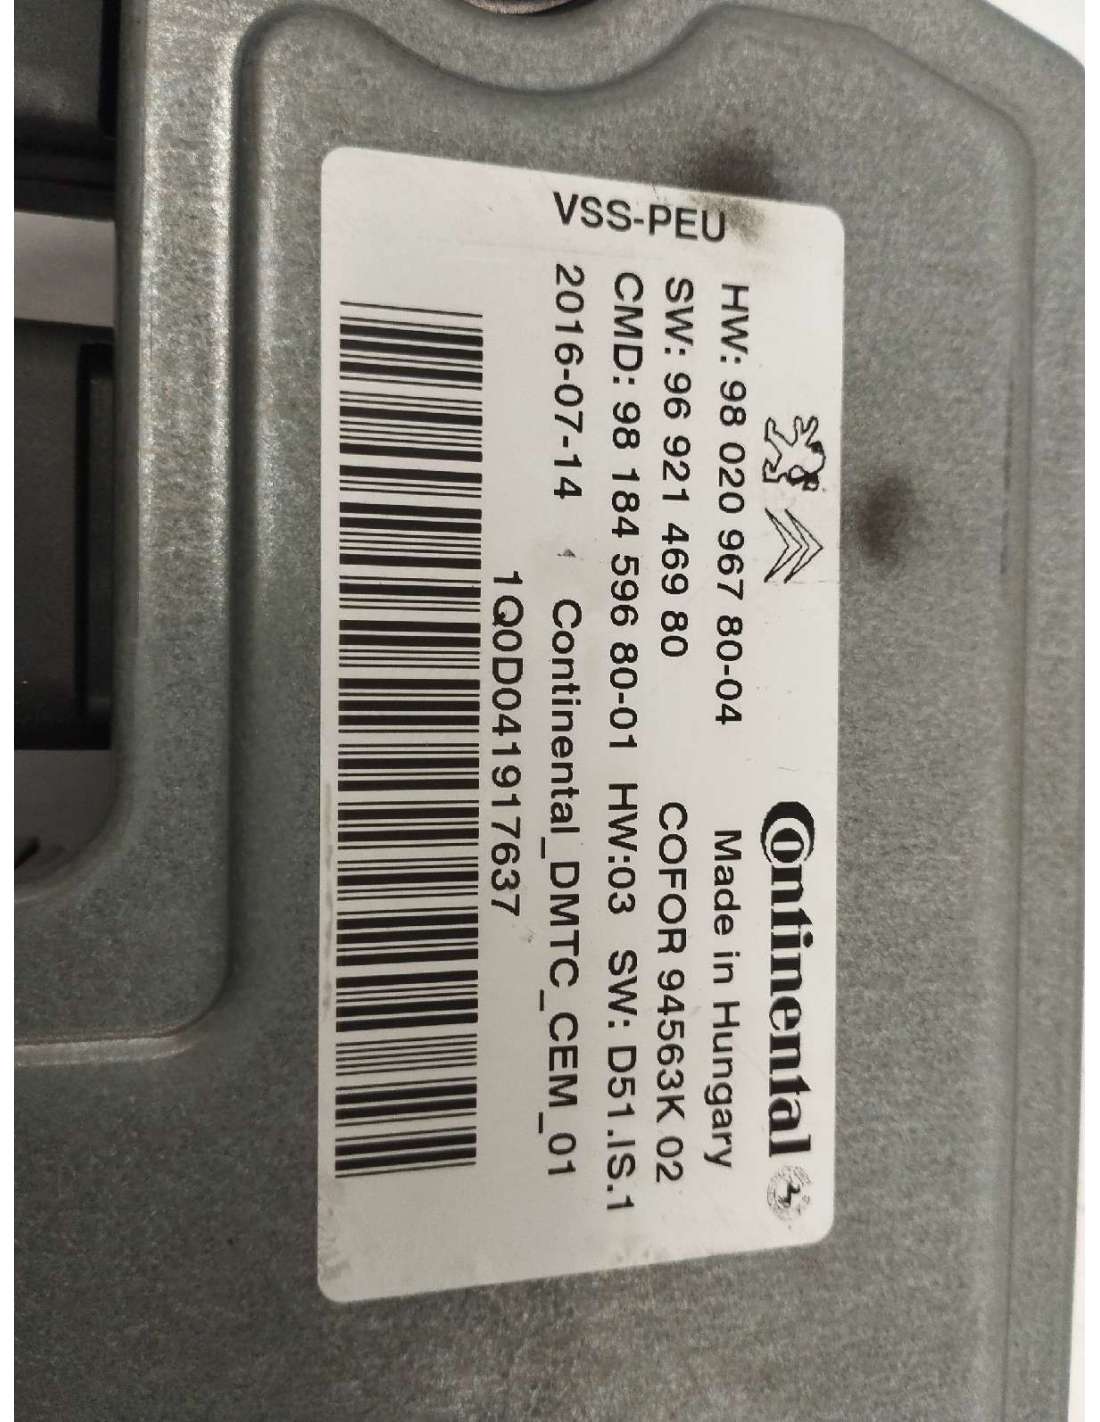 Continental
HW: 98 020 967 80-04 Made in Hungary
SW: 96 921 469 80 COFOR 94563K 02
CMD: 98 184 596 80-01 HW:03 SW: D51.IS.1
VSS-PEU
2016-07-14 Continental_DMTC_CEM_01
1Q0D041917637